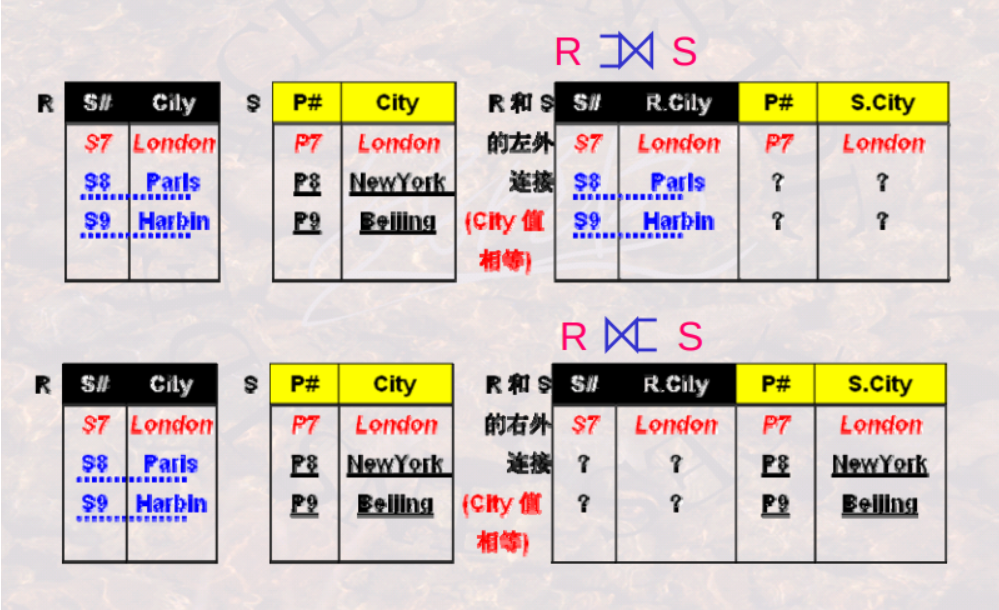 R ⟕ S
R S# City S P# City R 和 S S# R.City P# S.City
S7 London P7 London 的左外 S7 London P7 London
S8 Paris P8 NewYork 连接 S8 Paris ? ?
S9 Harbin P9 Beijing (City 值 S9 Harbin ? ?
相等)
R ⟖ S
R S# City S P# City R 和 S S# R.City P# S.City
S7 London P7 London 的右外 S7 London P7 London
S8 Paris P8 NewYork 连接 ? ? P8 NewYork
S9 Harbin P9 Beijing (City 值 ? ? P9 Beijing
相等)